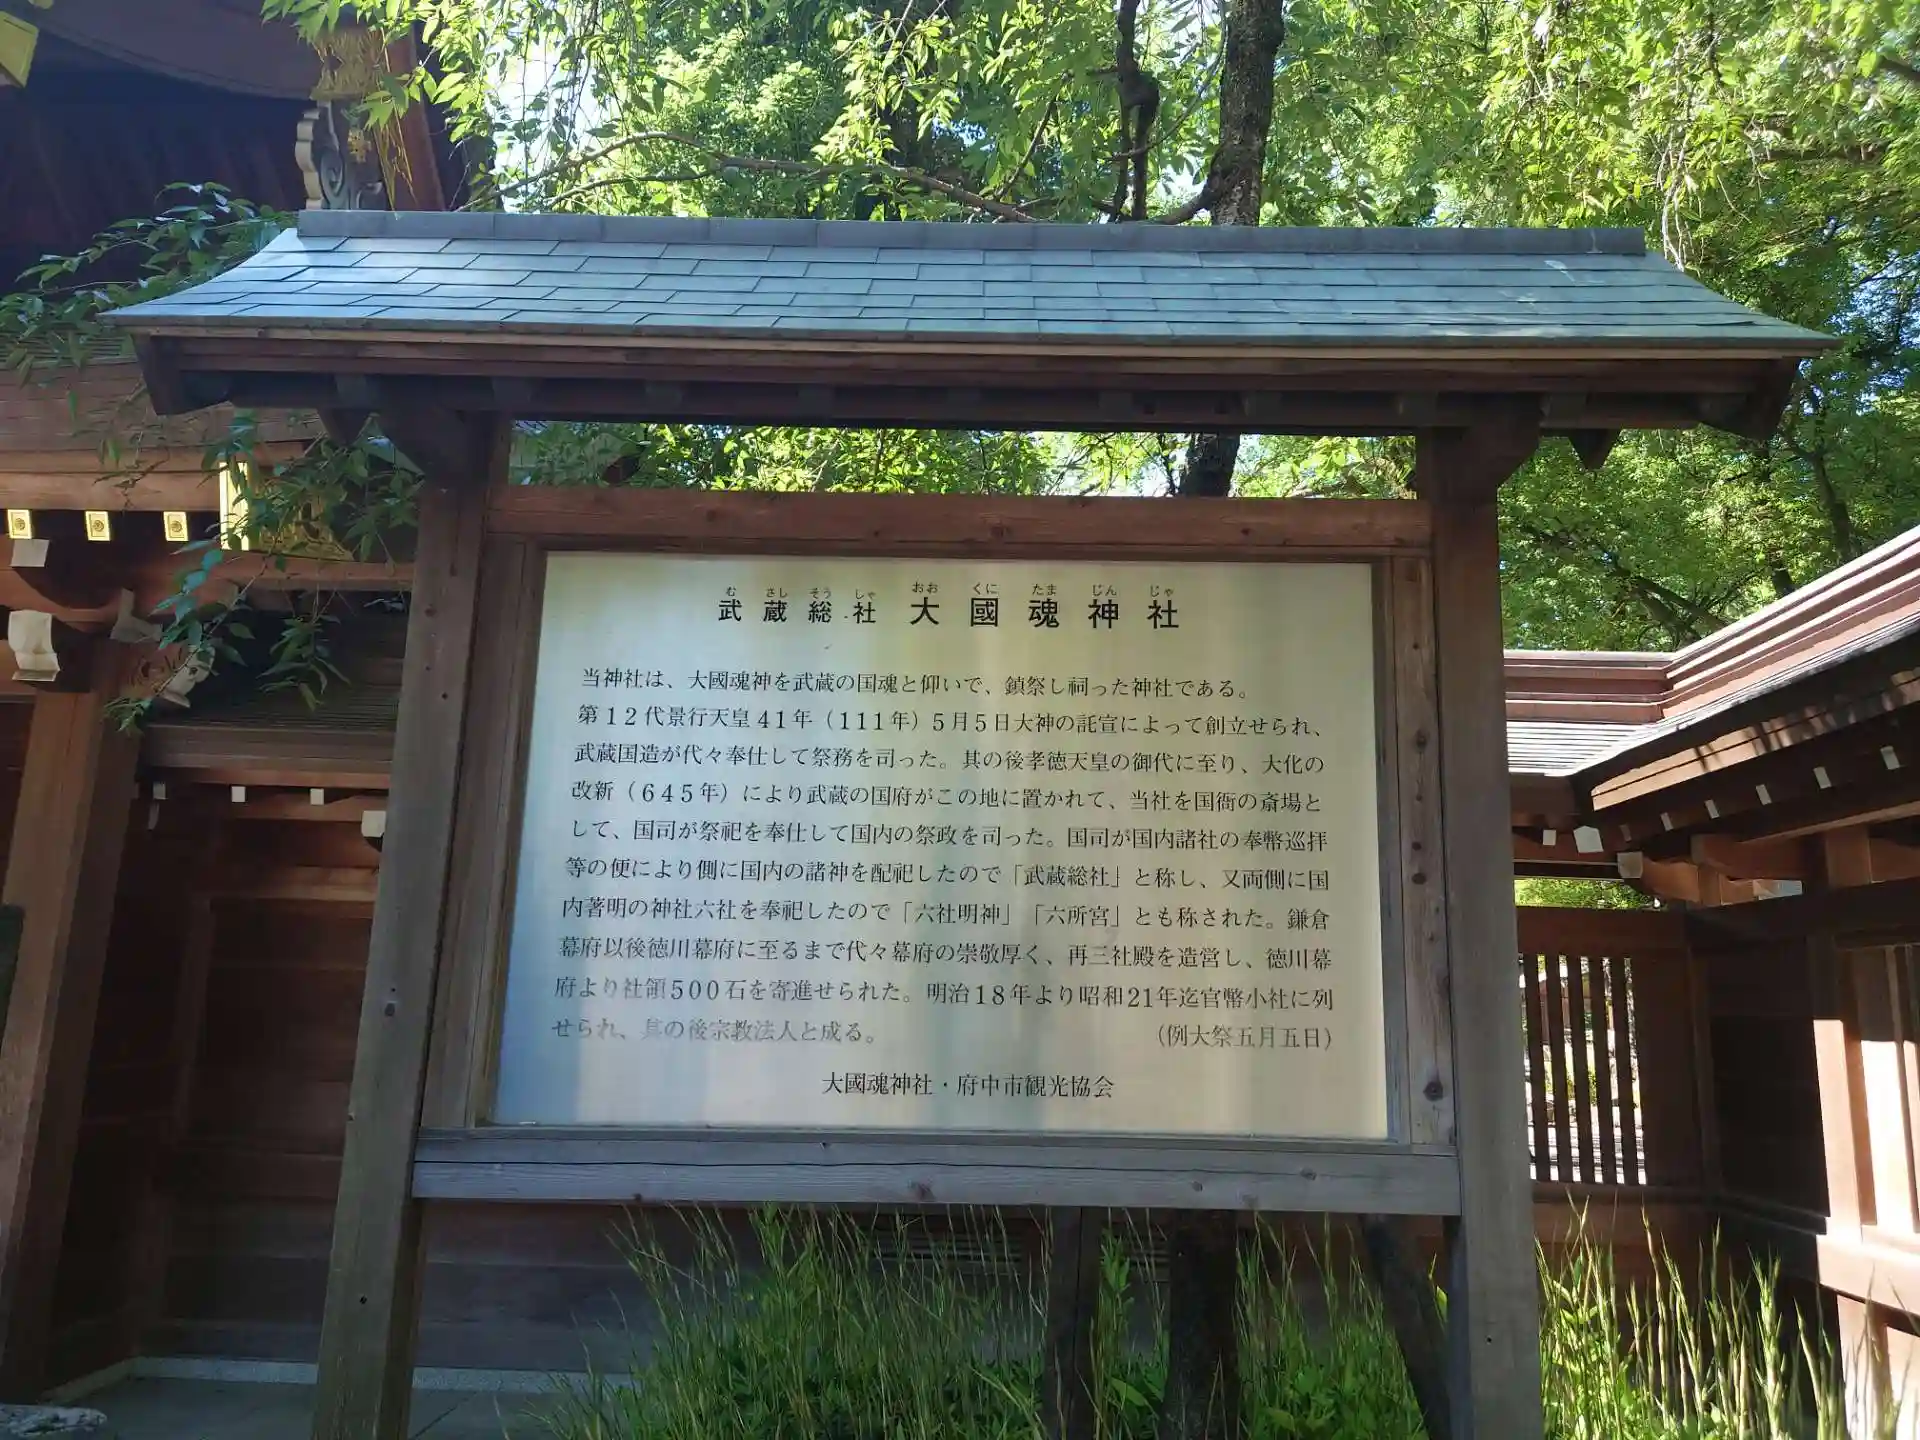 むさしそうしゃ おおくにたまじんじゃ
武蔵総社 大國魂神社
当神社は、大國魂神を武蔵の国魂と仰いで、鎮祭し祠った神社である。
第12代景行天皇41年（111年）5月5日大神の託宣によって創立せられ、
武蔵国造が代々奉仕して祭務を司った。其の後孝徳天皇の御代に至り、大化の
改新（645年）により武蔵の国府がこの地に置かれて、当社を国衙の斎場と
して、国司が祭祀を奉仕して国内の祭政を司った。国司が国内諸社の奉幣巡拝
等の便により側に国内の諸神を配祀したので「武蔵総社」と称し、又両側に国
内著明の神社六社を奉祀したので「六社明神」「六所宮」とも称された。鎌倉
幕府以後徳川幕府に至るまで代々幕府の崇敬厚く、再三社殿を造営し、徳川幕
府より社領500石を寄進せられた。明治18年より昭和21年迄官幣小社に列
せられ、其の後宗教法人と成る。 （例大祭五月五日）
大國魂神社・府中市観光協会